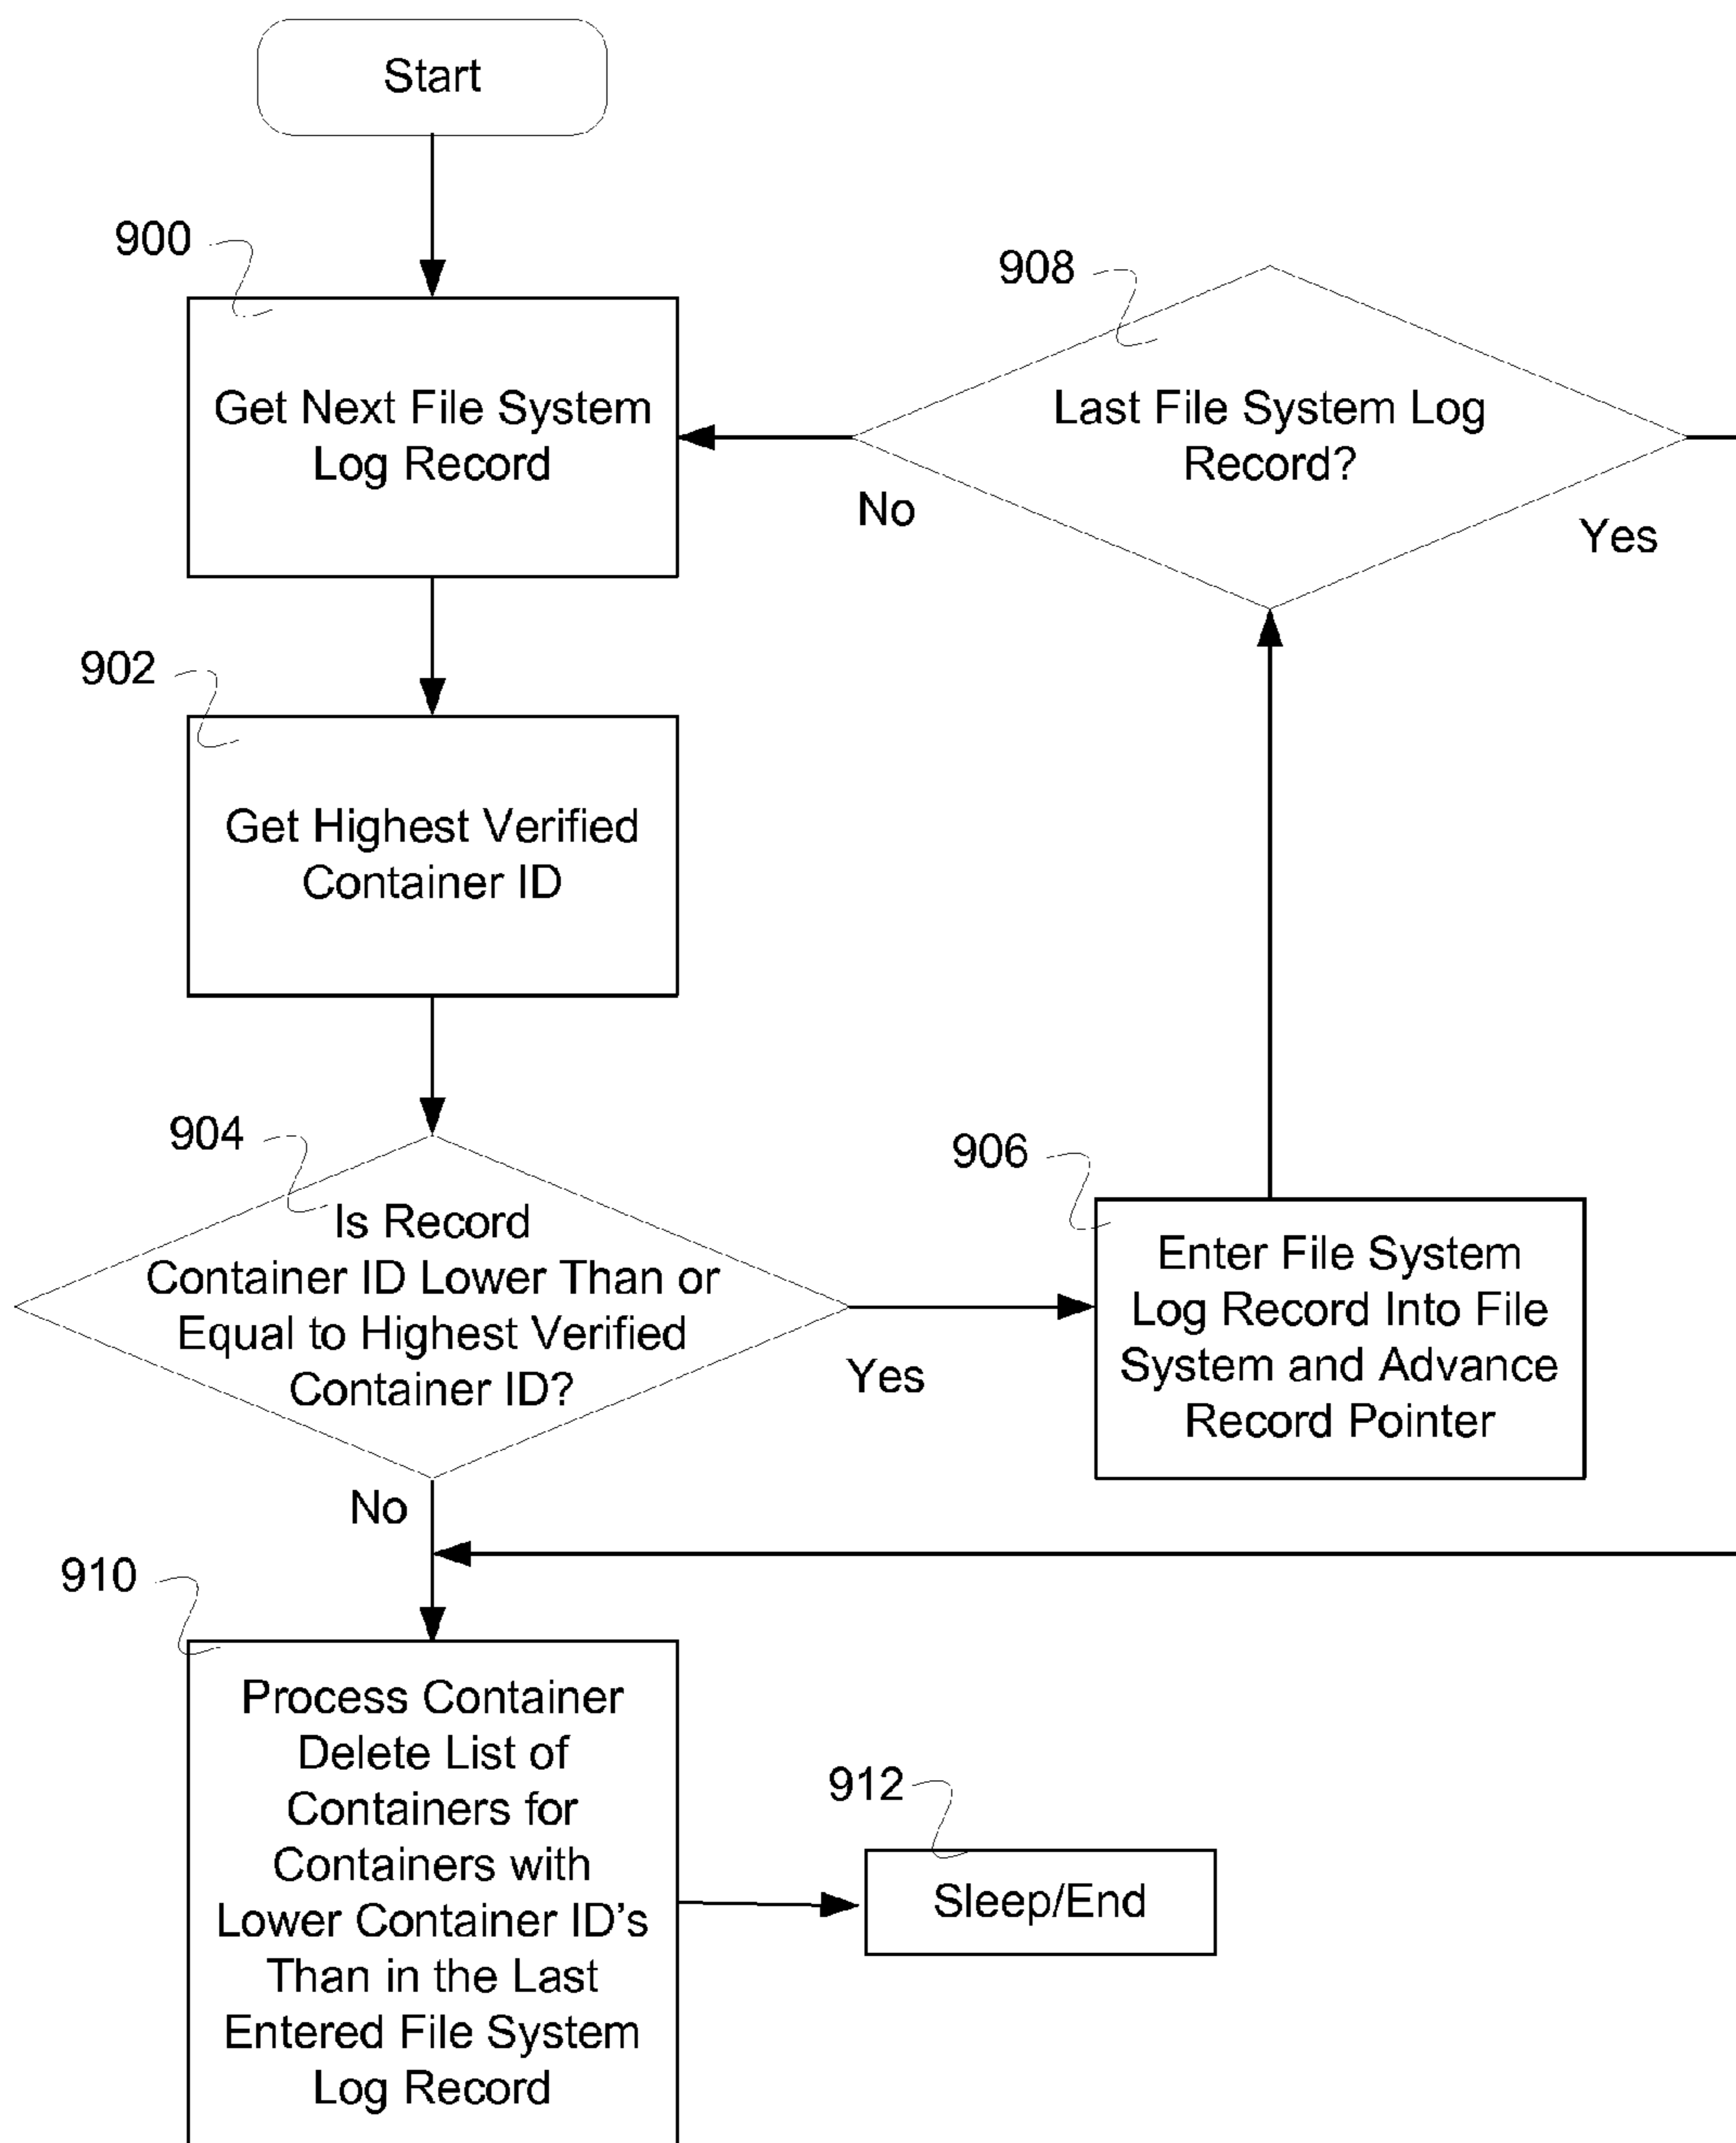 Start
900
Get Next File System
Log Record
908
Last File System Log
Record?
No
Yes
902
Get Highest Verified
Container ID
904
Is Record
Container ID Lower Than or
Equal to Highest Verified
Container ID?
Yes
No
906
Enter File System
Log Record Into File
System and Advance
Record Pointer
910
Process Container
Delete List of
Containers for
Containers with
Lower Container ID's
Than in the Last
Entered File System
Log Record
912
Sleep/End